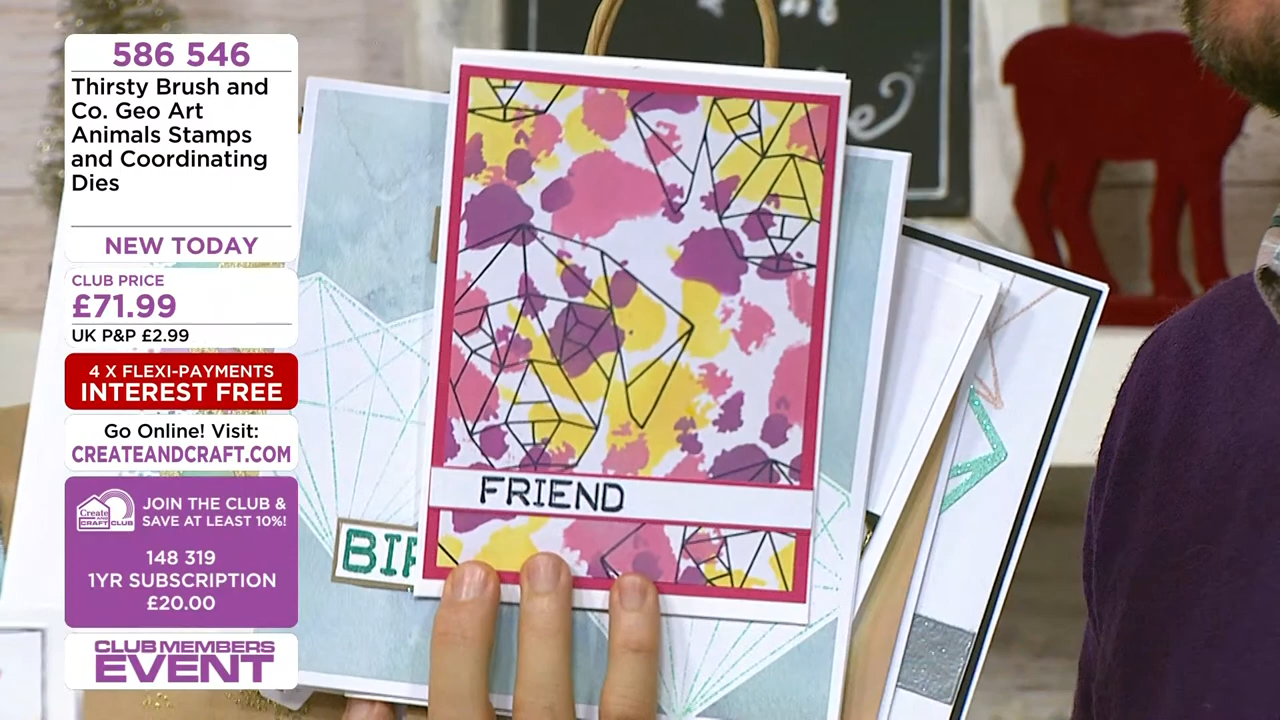 586 546
Thirsty Brush and
Co. Geo Art
Animals Stamps
and Coordinating
Dies
NEW TODAY
CLUB PRICE
£71.99
UK P&P £2.99
4 X FLEXI-PAYMENTS
INTEREST FREE
Go Online! Visit:
CREATEANDCRAFT.COM
Create
AND
CRAFT CLUB
JOIN THE CLUB &
SAVE AT LEAST 10%!
148 319
1YR SUBSCRIPTION
£20.00
CLUB MEMBERS
EVENT
FRIEND
BIR